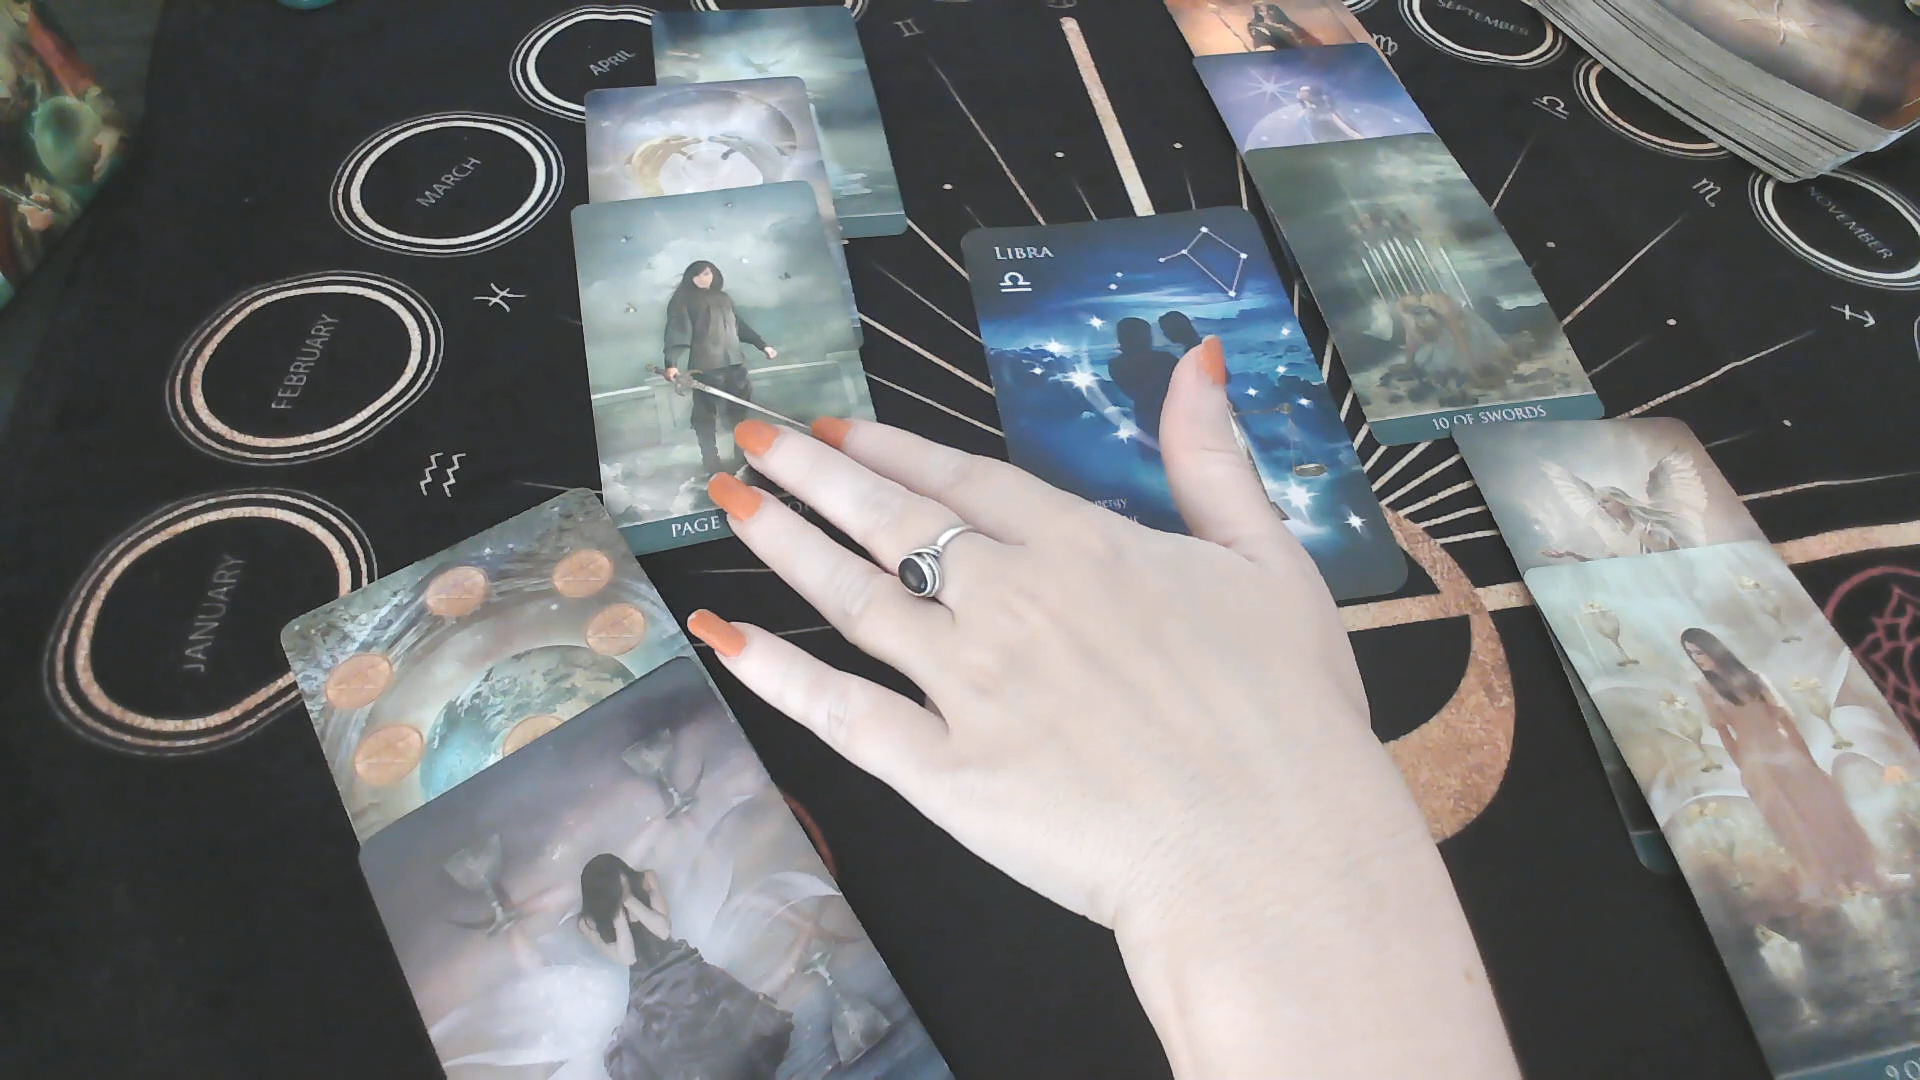 APRIL
SEPTEMBER
MARCH
NOVEMBER
LIBRA
FEBRUARY
10 OF SWORDS
PAGE
JANUARY